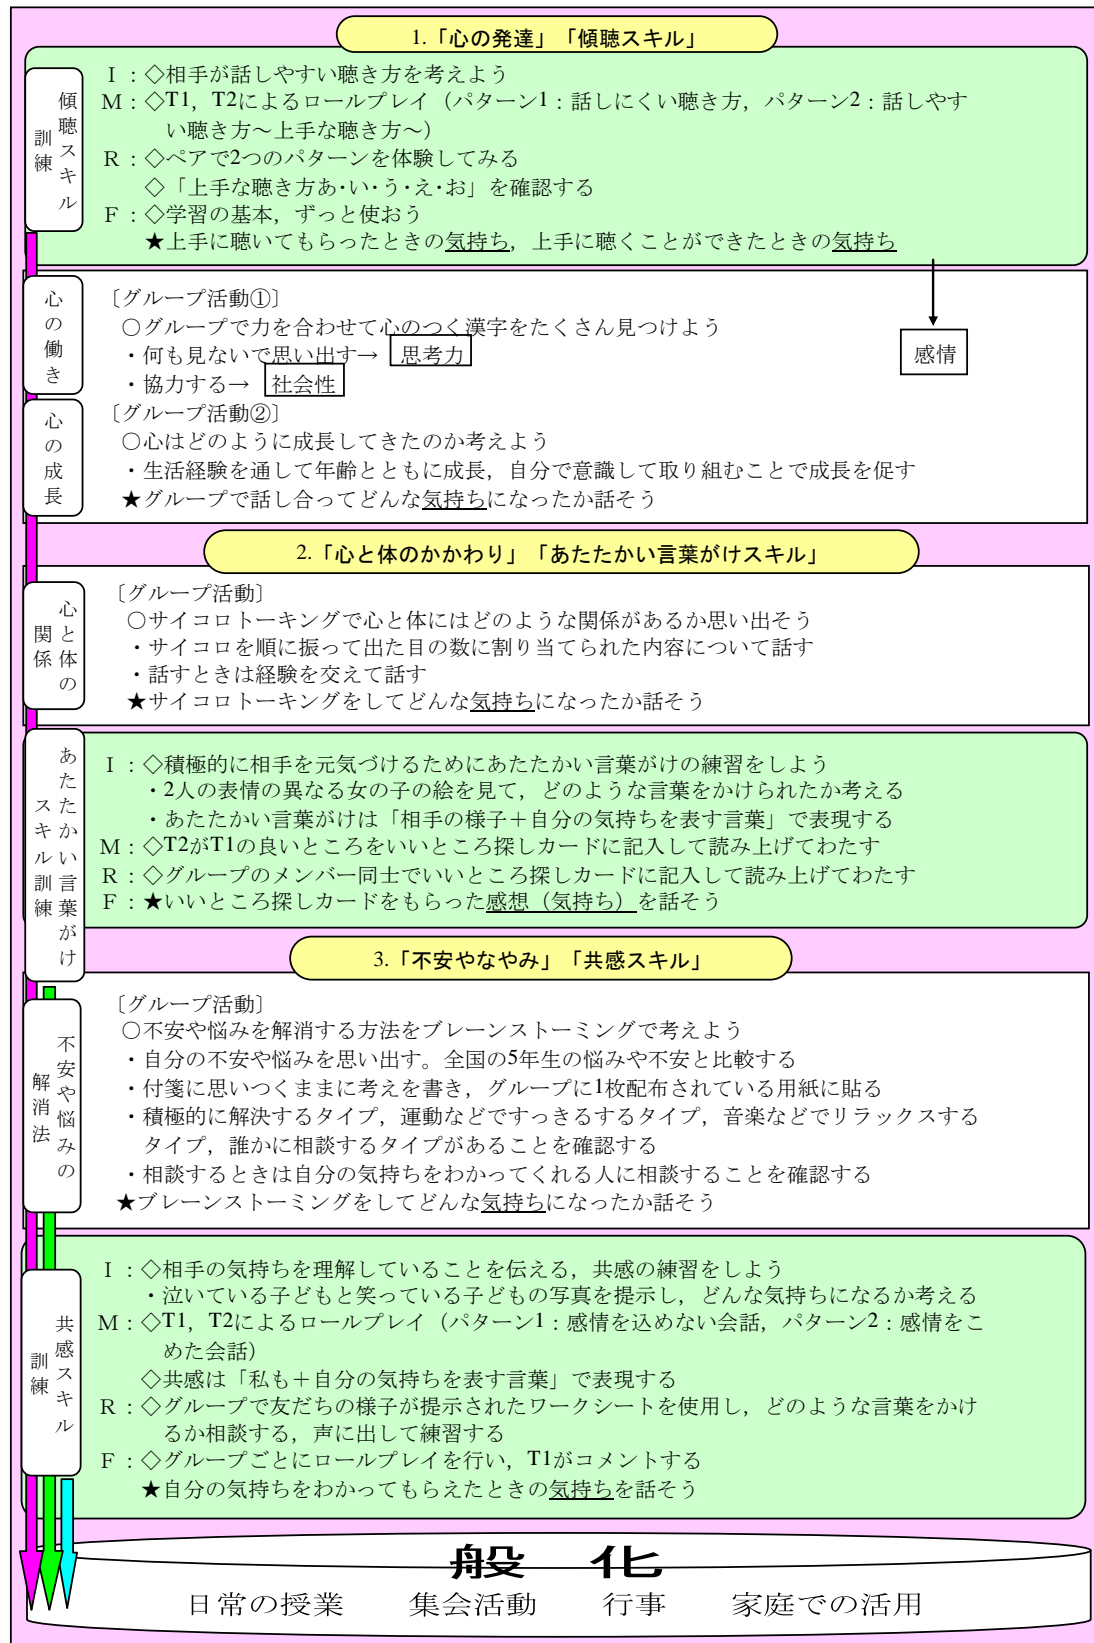 1.「心の発達」「傾聴スキル」
傾聴スキル
訓練
Ｉ：◇相手が話しやすい聴き方を考えよう
Ｍ：◇T1，T2によるロールプレイ（パターン1：話しにくい聴き方，パターン2：話しやす
い聴き方～上手な聴き方～）
Ｒ：◇ペアで2つのパターンを体験してみる
◇「上手な聴き方あ・い・う・え・お」を確認する
Ｆ：◇学習の基本，ずっと使おう
★上手に聴いてもらったときの気持ち，上手に聴くことができたときの気持ち
心の働き
〔グループ活動①〕
○グループで力を合わせて心のつく漢字をたくさん見つけよう
・何も見ないで思い出す→ 思考力
・協力する→ 社会性
感情
心の成長
〔グループ活動②〕
○心はどのように成長してきたのか考えよう
・生活経験を通して年齢とともに成長，自分で意識して取り組むことで成長を促す
★グループで話し合ってどんな気持ちになったか話そう
2.「心と体のかかわり」「あたたかい言葉がけスキル」
心と体の
関係
〔グループ活動〕
○サイコロトーキングで心と体にはどのような関係があるか思い出そう
・サイコロを順に振って出た目の数に割り当てられた内容について話す
・話すときは経験を交えて話す
★サイコロトーキングをしてどんな気持ちになったか話そう
あたたかい言葉がけ
スキル訓練
Ｉ：◇積極的に相手を元気づけるためにあたたかい言葉がけの練習をしよう
・2人の表情の異なる女の子の絵を見て，どのような言葉をかけられたか考える
・あたたかい言葉がけは「相手の様子＋自分の気持ちを表す言葉」で表現する
Ｍ：◇T2がT1の良いところをいいところ探しカードに記入して読み上げてわたす
Ｒ：◇グループのメンバー同士でいいところ探しカードに記入して読み上げてわたす
Ｆ：★いいところ探しカードをもらった感想（気持ち）を話そう
3.「不安やなやみ」「共感スキル」
不安や悩みの
解消法
〔グループ活動〕
○不安や悩みを解消する方法をブレーンストーミングで考えよう
・自分の不安や悩みを思い出す。全国の5年生の悩みや不安と比較する
・付箋に思いつくままに考えを書き，グループに1枚配布されている用紙に貼る
・積極的に解決するタイプ，運動などですっきるするタイプ，音楽などでリラックスする
タイプ，誰かに相談するタイプがあることを確認する
・相談するときは自分の気持ちをわかってくれる人に相談することを確認する
★ブレーンストーミングをしてどんな気持ちになったか話そう
共感スキル
訓練
Ｉ：◇相手の気持ちを理解していることを伝える，共感の練習をしよう
・泣いている子どもと笑っている子どもの写真を提示し，どんな気持ちになるか考える
Ｍ：◇T1，T2によるロールプレイ（パターン1：感情を込めない会話，パターン2：感情をこ
めた会話）
◇共感は「私も＋自分の気持ちを表す言葉」で表現する
Ｒ：◇グループで友だちの様子が提示されたワークシートを使用し，どのような言葉をかけ
るか相談する，声に出して練習する
Ｆ：◇グループごとにロールプレイを行い，T1がコメントする
★自分の気持ちをわかってもらえたときの気持ちを話そう
般 化
日常の授業 集会活動 行事 家庭での活用